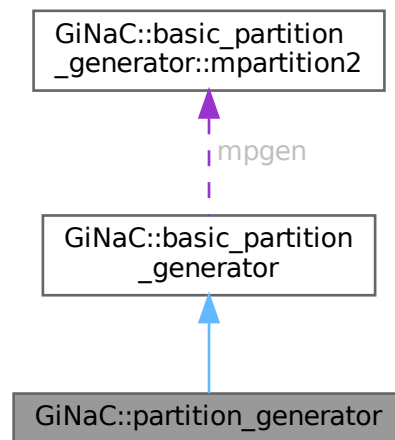 GiNaC::basic_partition
_generator::mpartition2
mpgen
GiNaC::basic_partition
_generator
GiNaC::partition_generator